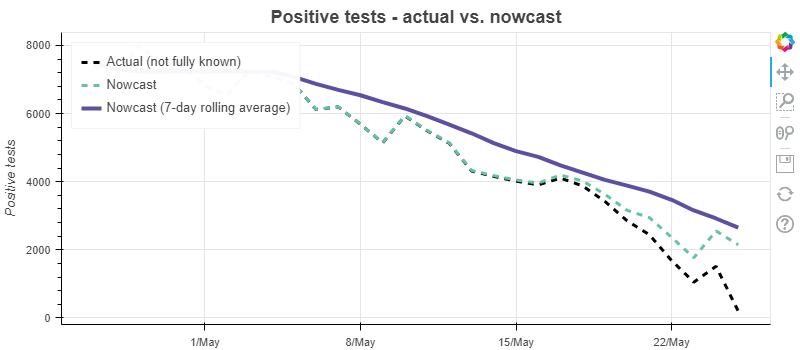 Positive tests - actual vs. nowcast
Actual (not fully known)
Nowcast
Nowcast (7-day rolling average)
Positive tests
8000
6000
4000
2000
0
1/May
8/May
15/May
22/May